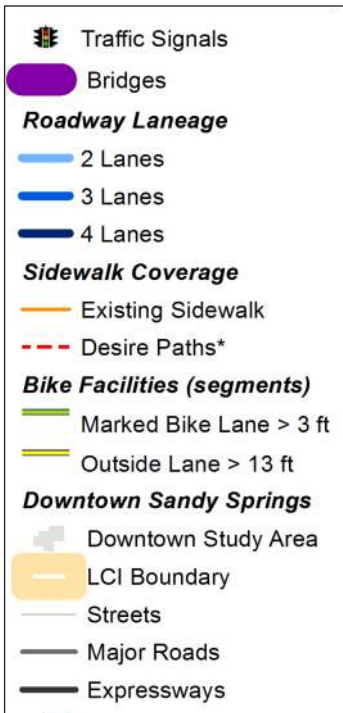 Traffic Signals
Bridges
Roadway Laneage
2 Lanes
3 Lanes
4 Lanes
Sidewalk Coverage
Existing Sidewalk
Desire Paths*
Bike Facilities (segments)
Marked Bike Lane > 3 ft
Outside Lane > 13 ft
Downtown Sandy Springs
Downtown Study Area
LCI Boundary
Streets
Major Roads
Expressways